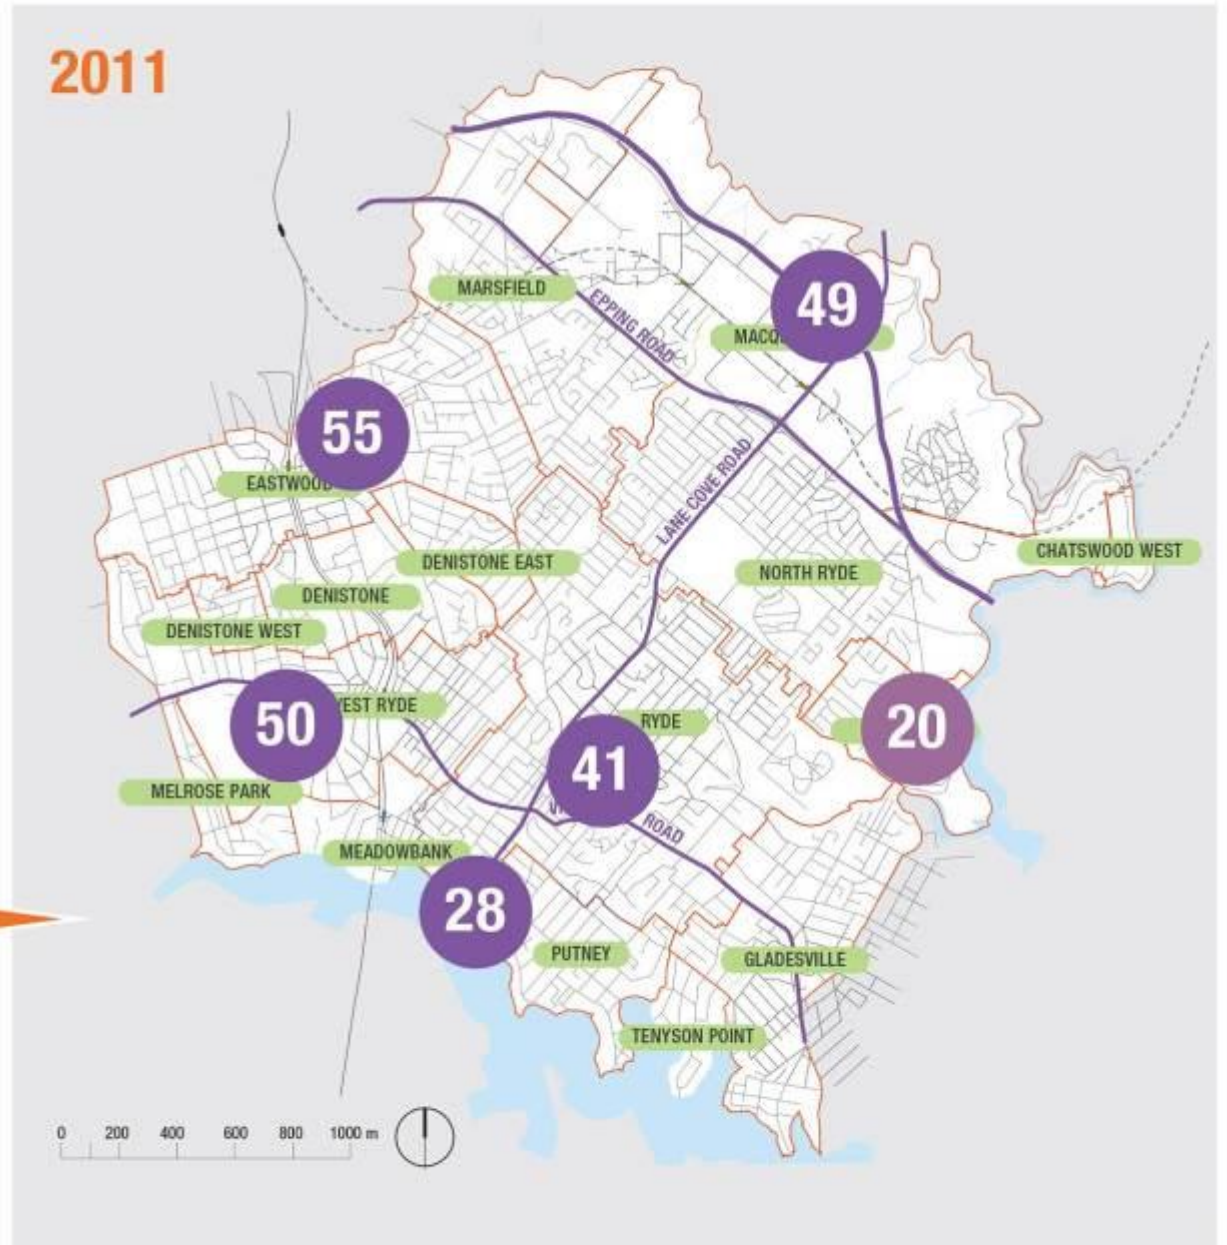 2011
MARSFIELD
EPPING ROAD
49
55
EASTWOOD
LANE COVE ROAD
CHATSWOOD WEST
DENISTONE EAST
NORTH RYDE
DENISTONE
DENISTONE WEST
50
RYDE
RYDE
20
41
MELROSE PARK
ROAD
MEADOWBANK
28
PUTNEY
GLADESVILLE
TENYSON POINT
0 200 400 600 800 1000 m